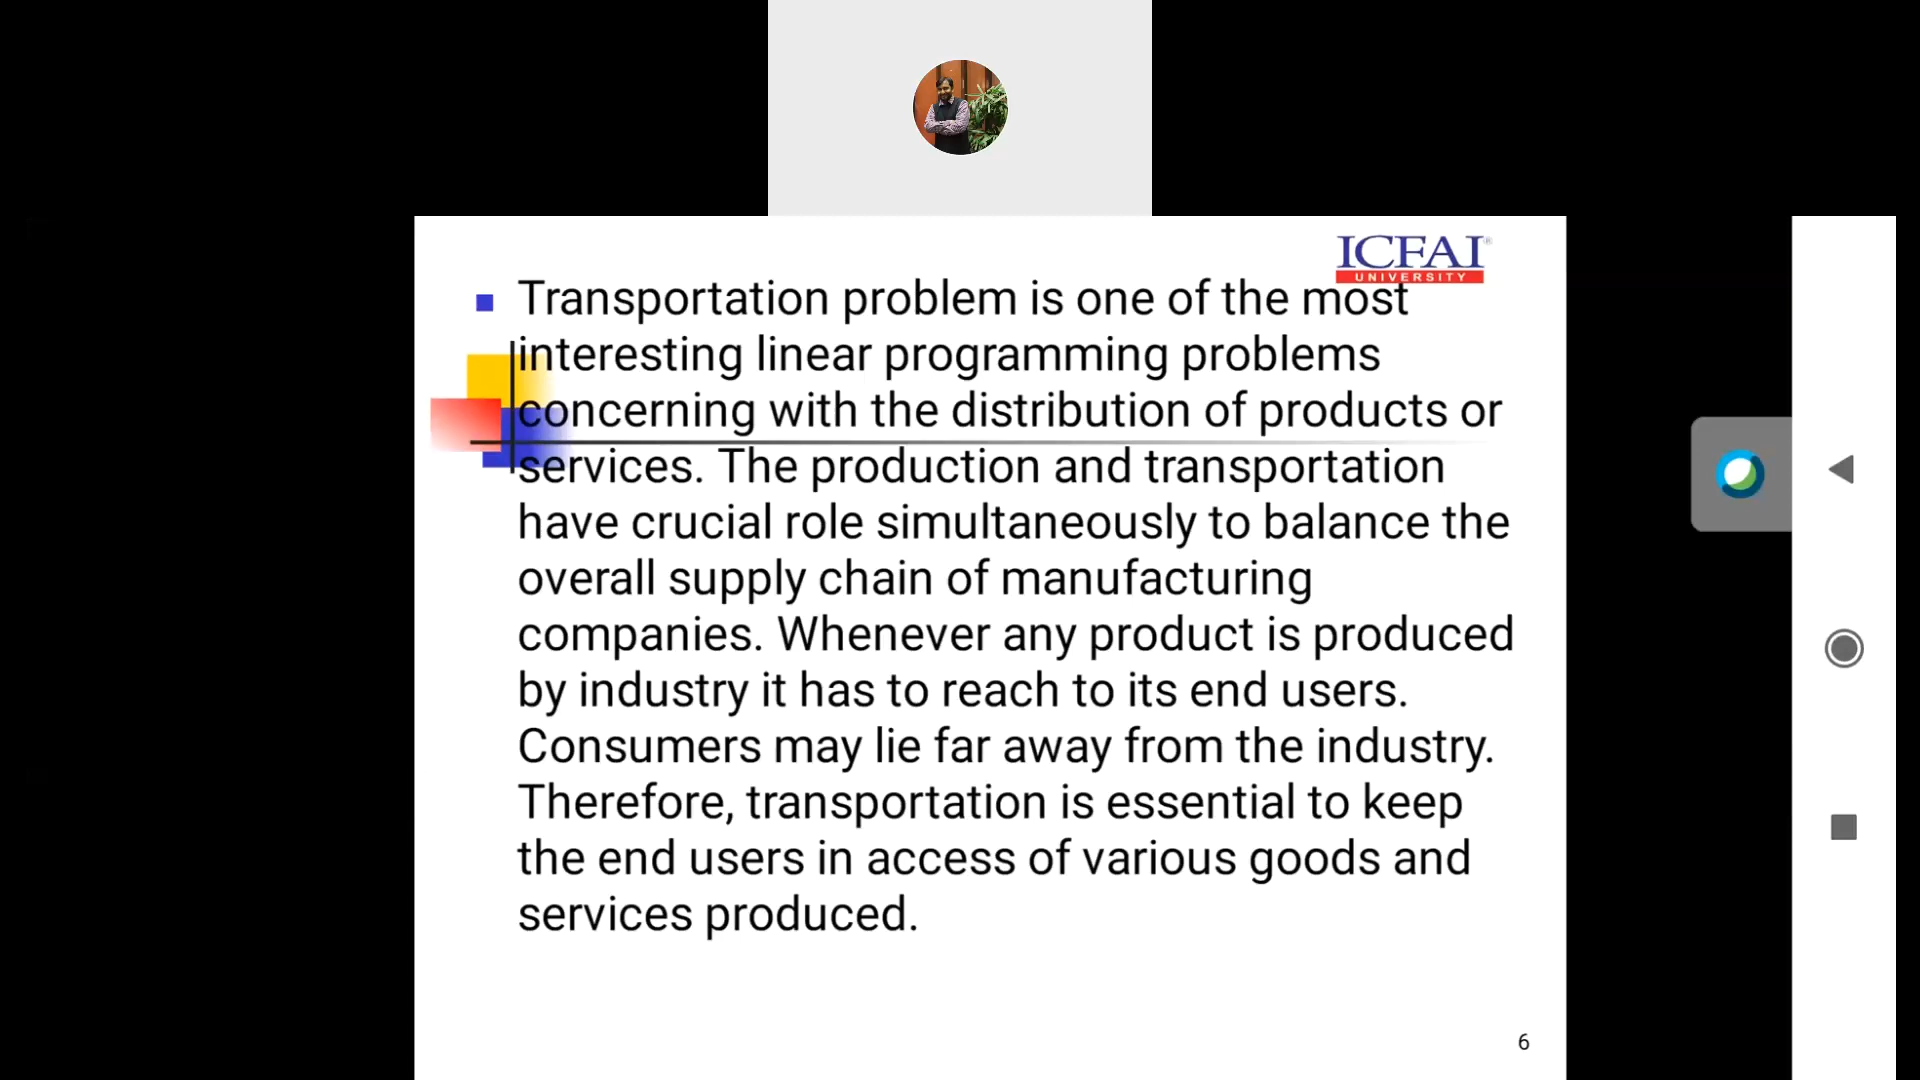 ICFAI
UNIVERSITY
Transportation problem is one of the most
interesting linear programming problems
concerning with the distribution of products or
services. The production and transportation
have crucial role simultaneously to balance the
overall supply chain of manufacturing
companies. Whenever any product is produced
by industry it has to reach to its end users.
Consumers may lie far away from the industry.
Therefore, transportation is essential to keep
the end users in access of various goods and
services produced.
6